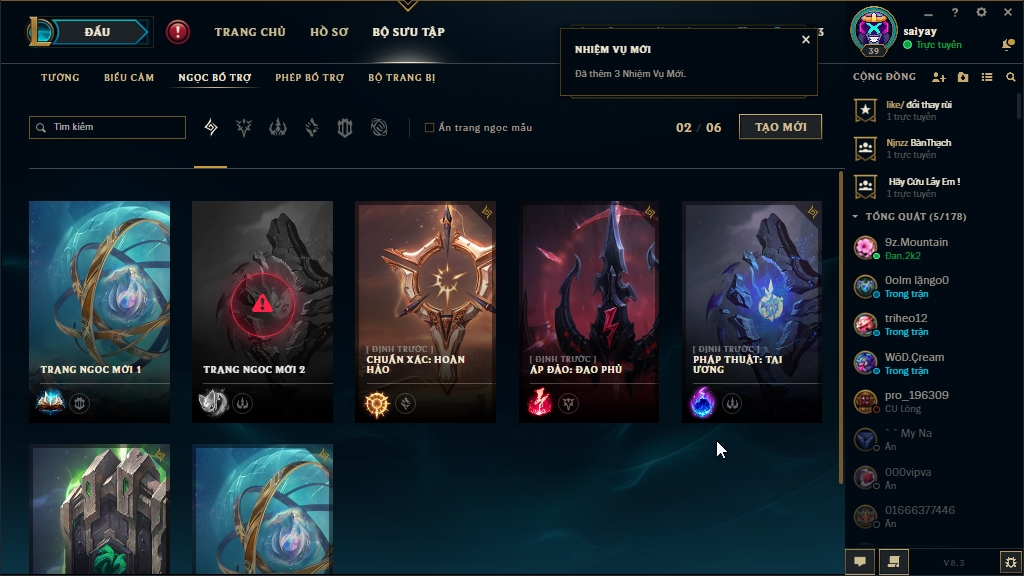 ĐẤU
TRANG CHỦ
HỒ SƠ
BỘ SƯU TẬP
NHIỆM VỤ MỚI
Đã thêm 3 Nhiệm Vụ Mới.
3
39
saiyay
Trực tuyến
TƯỚNG
BIỂU CẢM
NGỌC BỔ TRỢ
PHÉP BỔ TRỢ
BỘ TRANG BỊ
CỘNG ĐỒNG
Tìm kiếm
Ẩn trang ngọc mẫu
02 / 06
TẠO MỚI
TRANG NGỌC MỚI 1
TRANG NGỌC MỚI 2
[ ĐỊNH TRƯỚC ]
CHUẨN XÁC: HOÀN
HẢO
[ ĐỊNH TRƯỚC ]
ÁP ĐẢO: ĐAO PHỦ
[ ĐỊNH TRƯỚC ]
PHÁP THUẬT: TAI
ƯƠNG
like/ đổi thay rùi
1 trực tuyến
Njnzz BànThạch
1 trực tuyến
Hãy Cứu Lấy Em !
1 trực tuyến
TỔNG QUÁT (5/178)
9z.Mountain
Đan.2k2
0olm lặngo0
Trong trận
triheo12
Trong trận
WõD.Çream
Trong trận
pro_196309
CU Lòng
ˆ ˆ My Na
Ẩn
000vipva
Ẩn
01666377446
Ẩn
V8.3